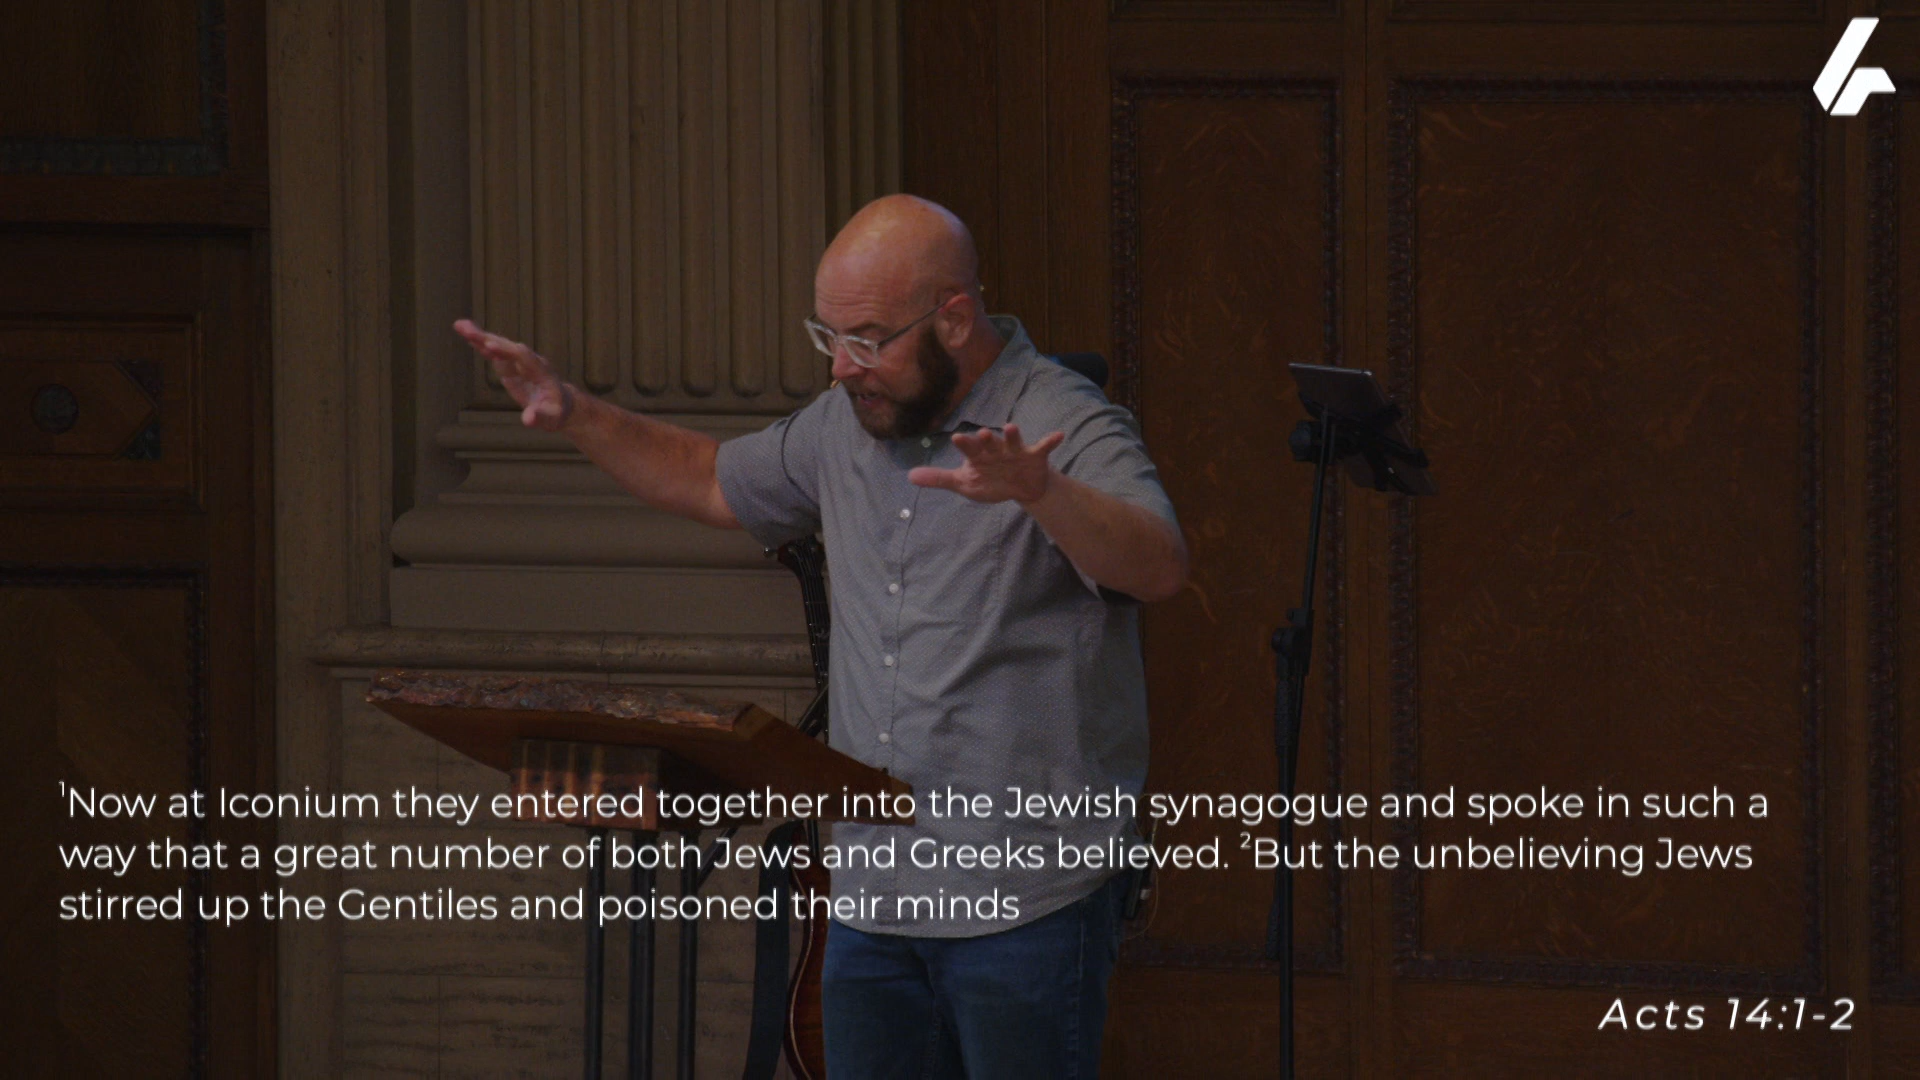 ¹Now at Iconium they entered together into the Jewish synagogue and spoke in such a
way that a great number of both Jews and Greeks believed. ²But the unbelieving Jews
stirred up the Gentiles and poisoned their minds
Acts 14:1-2